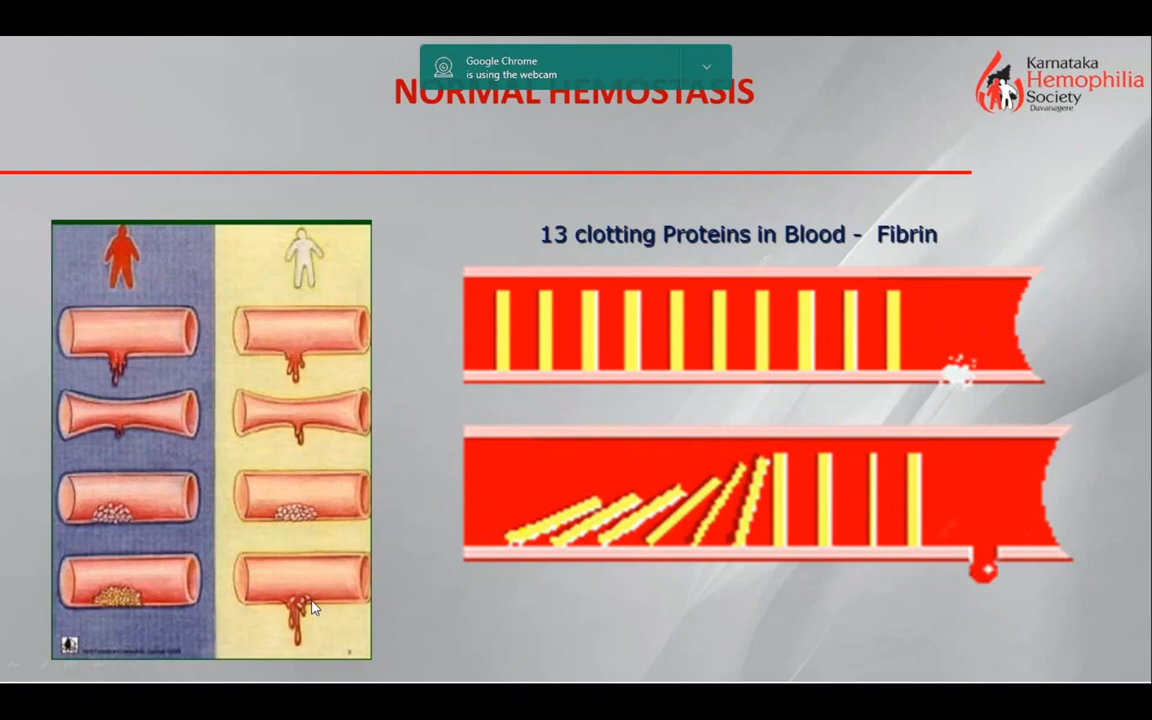 Google Chrome
is using the webcam
NORMAL HEMOSTASIS
Karnataka
Hemophilia
Society
Davanagere
13 clotting Proteins in Blood - Fibrin